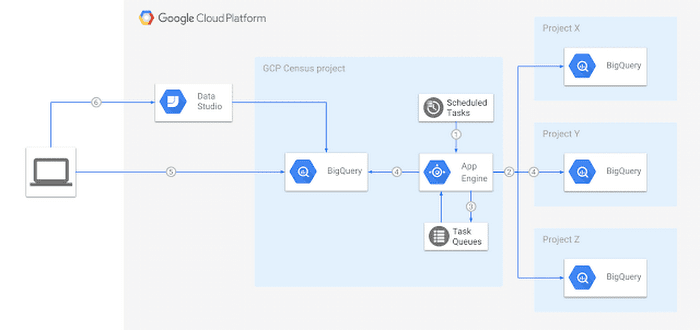 Google Cloud Platform
Project X
BigQuery
GCP Census project
6
Data
Studio
Scheduled
Tasks
1
Project Y
5
BigQuery
4
App
Engine
2
4
BigQuery
3
Task
Queues
Project Z
BigQuery